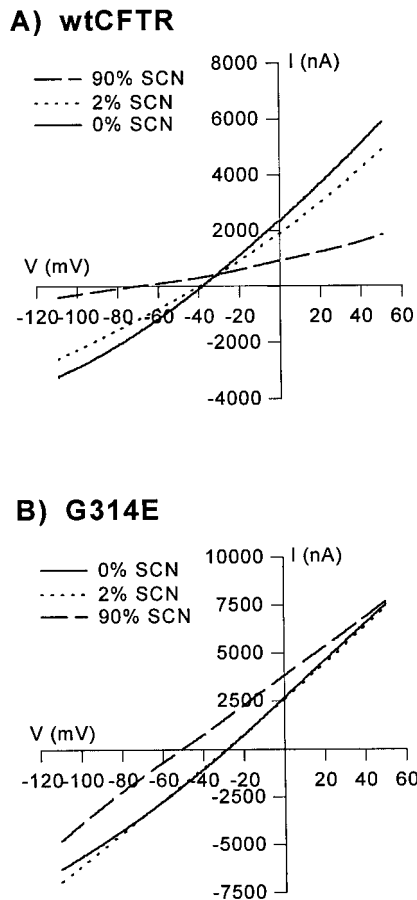 A) wtCFTR
8000 I (nA)
90% SCN
2% SCN
0% SCN
6000
4000
2000
V (mV)
-120 -100 -80 -60 -40 -20 20 40 60
-2000
-4000
B) G314E
10000 I (nA)
0% SCN
2% SCN
90% SCN
7500
5000
2500
V (mV)
-120 -100 -80 -60 -40 -20 20 40 60
-2500
-5000
-7500